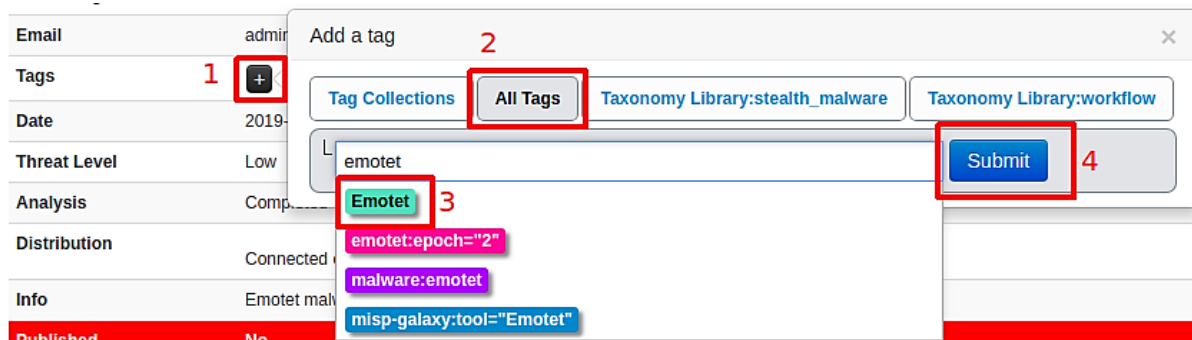 Email admin
Tags 1 +
Date 2019-
Threat Level Low
Analysis
Distribution Connected
Info Emotet malw
Published No
Add a tag ×
2
Tag Collections All Tags Taxonomy Library:stealth_malware Taxonomy Library:workflow
L emotet Submit 4
Emotet 3
emotet:epoch="2"
malware:emotet
misp-galaxy:tool="Emotet"